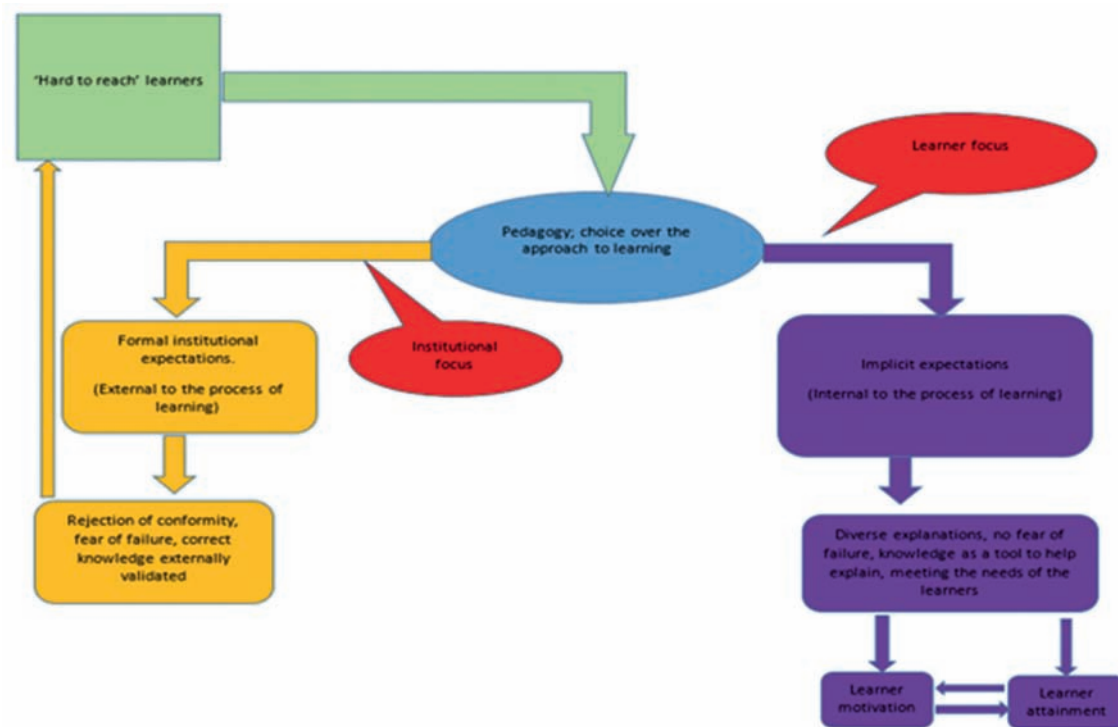 'Hard to reach' learners
Learner focus
Pedagogy; choice over the
approach to learning
Formal institutional
expectations.
(External to the process of
learning)
Institutional
focus
Implicit expectations
(Internal to the process of learning)
Rejection of conformity,
fear of failure, correct
knowledge externally
validated
Diverse explanations, no fear of
failure, knowledge as a tool to help
explain, meeting the needs of the
learners
Learner
motivation
Learner
attainment